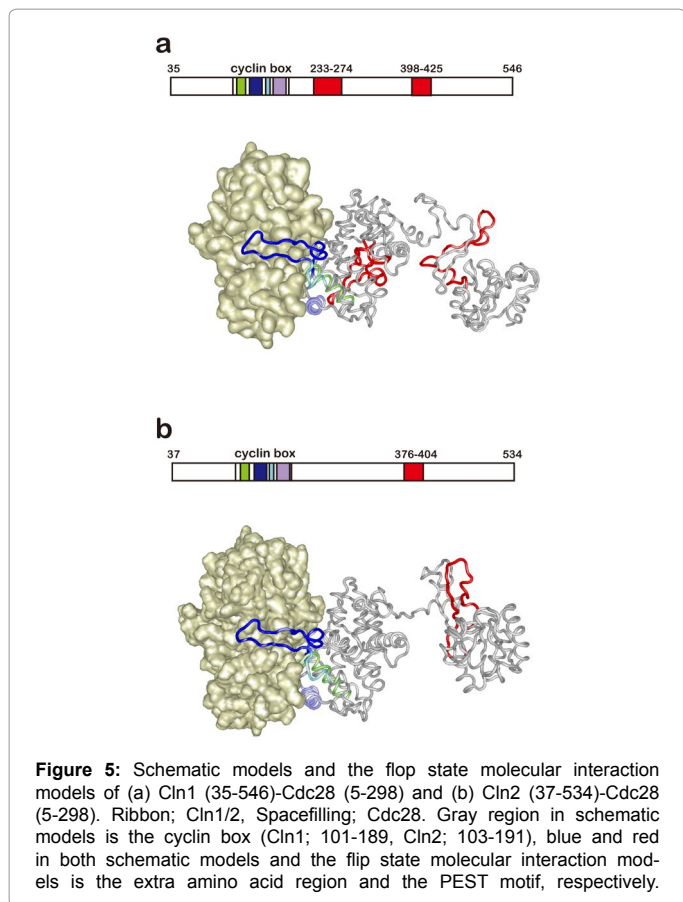 a
cyclin box
35 233-274 398-425 546
b
cyclin box
37 376-404 534
Figure 5: Schematic models and the flop state molecular interaction
models of (a) Cln1 (35-546)-Cdc28 (5-298) and (b) Cln2 (37-534)-Cdc28
(5-298). Ribbon; Cln1/2, Spacefilling; Cdc28. Gray region in schematic
models is the cyclin box (Cln1; 101-189, Cln2; 103-191), blue and red
in both schematic models and the flip state molecular interaction mod-
els is the extra amino acid region and the PEST motif, respectively.